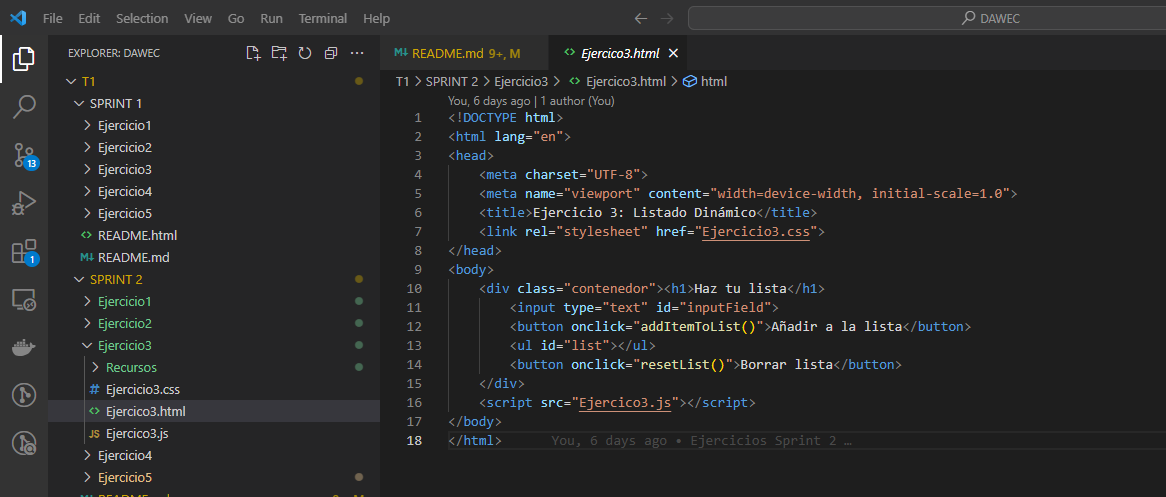 File Edit Selection View Go Run Terminal Help
DAWEC
EXPLORER: DAWEC
T1
SPRINT 1
Ejercicio1
Ejercicio2
Ejercicio3
Ejercicio4
Ejercicio5
README.html
README.md
SPRINT 2
Ejercicio1
Ejercicio2
Ejercicio3
Recursos
Ejercicio3.css
Ejercico3.html
Ejercico3.js
Ejercicio4
Ejercicio5
13
1
README.md 9+, M
Ejercico3.html
T1 > SPRINT 2 > Ejercicio3 > Ejercico3.html > html
You, 6 days ago | 1 author (You)
1 <!DOCTYPE html>
2 <html lang="en">
3 <head>
4 <meta charset="UTF-8">
5 <meta name="viewport" content="width=device-width, initial-scale=1.0">
6 <title>Ejercicio 3: Listado Dinámico</title>
7 <link rel="stylesheet" href="Ejercicio3.css">
8 </head>
9 <body>
10 <div class="contenedor"><h1>Haz tu lista</h1>
11 <input type="text" id="inputField">
12 <button onclick="addItemToList()">Añadir a la lista</button>
13 <ul id="list"></ul>
14 <button onclick="resetList()">Borrar lista</button>
15 </div>
16 <script src="Ejercico3.js"></script>
17 </body>
18 </html> You, 6 days ago • Ejercicios Sprint 2 …